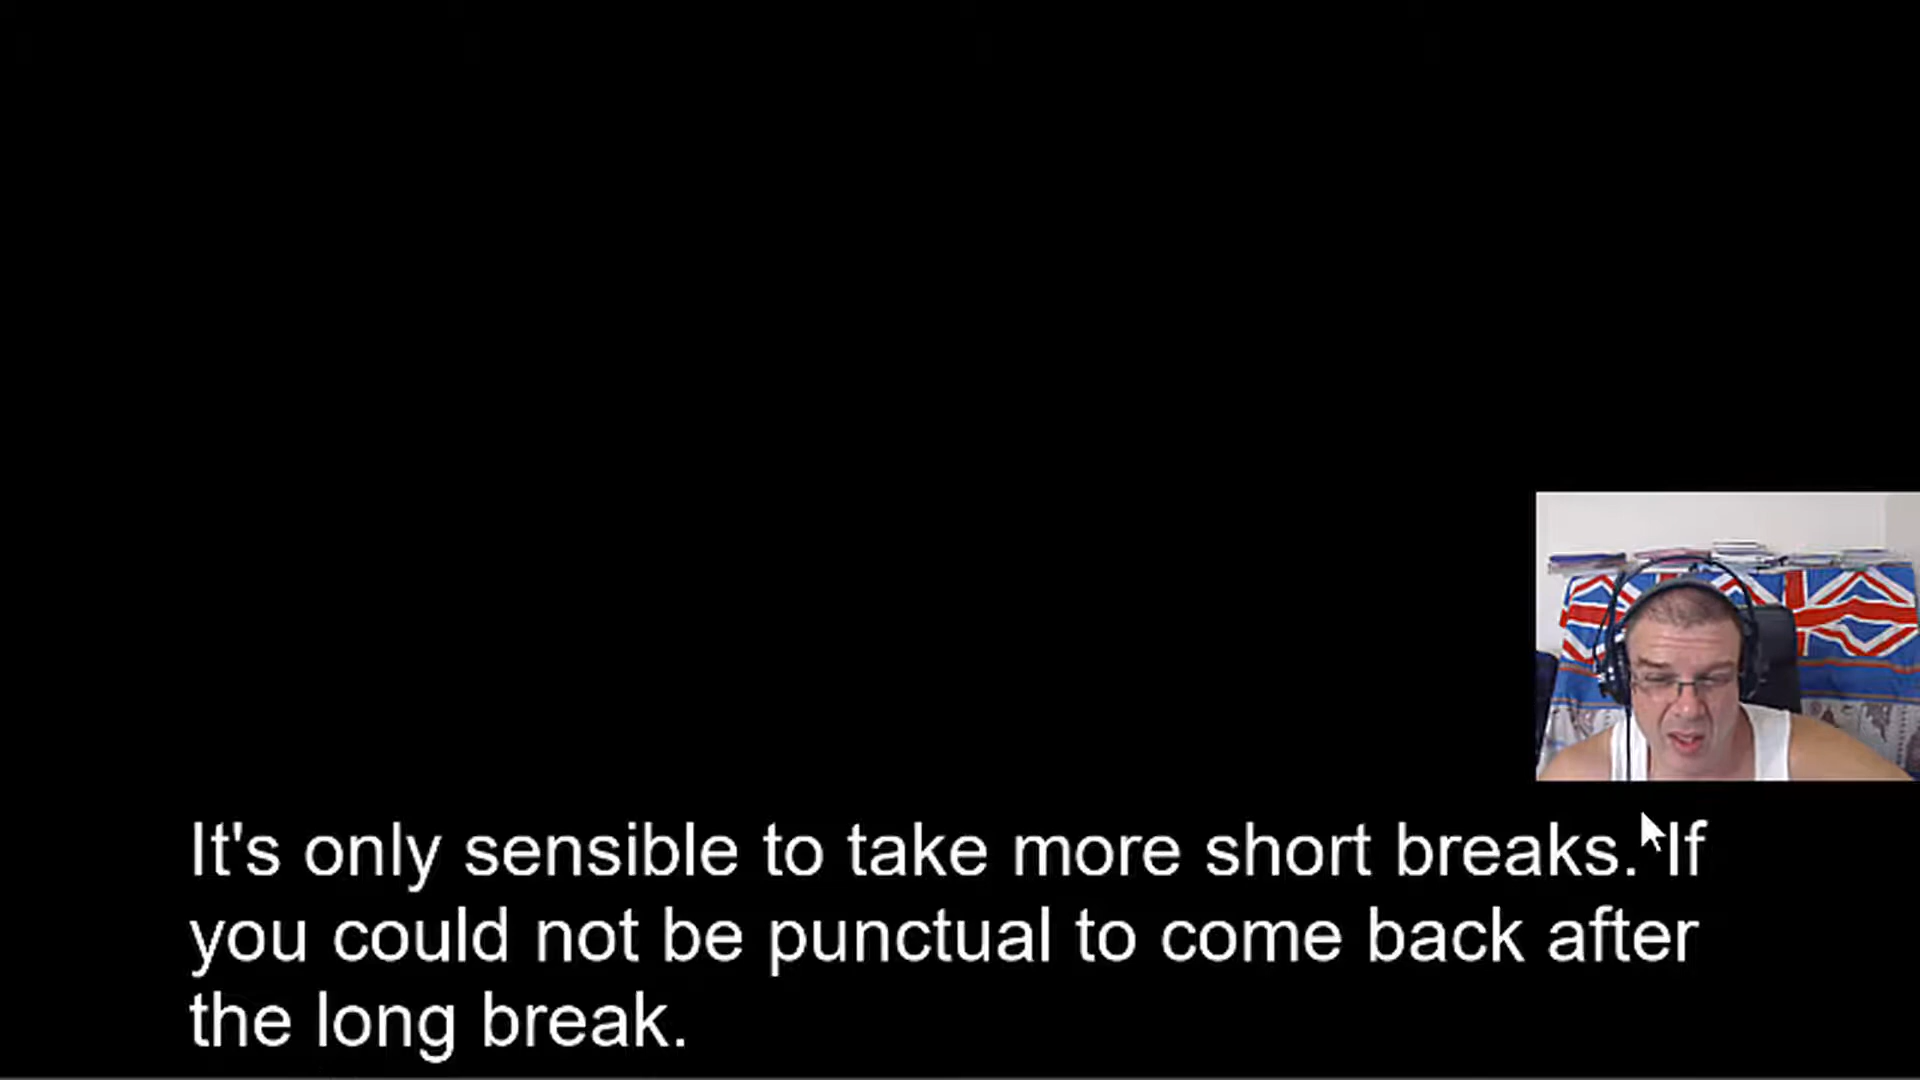 It's only sensible to take more short breaks. If
you could not be punctual to come back after
the long break.